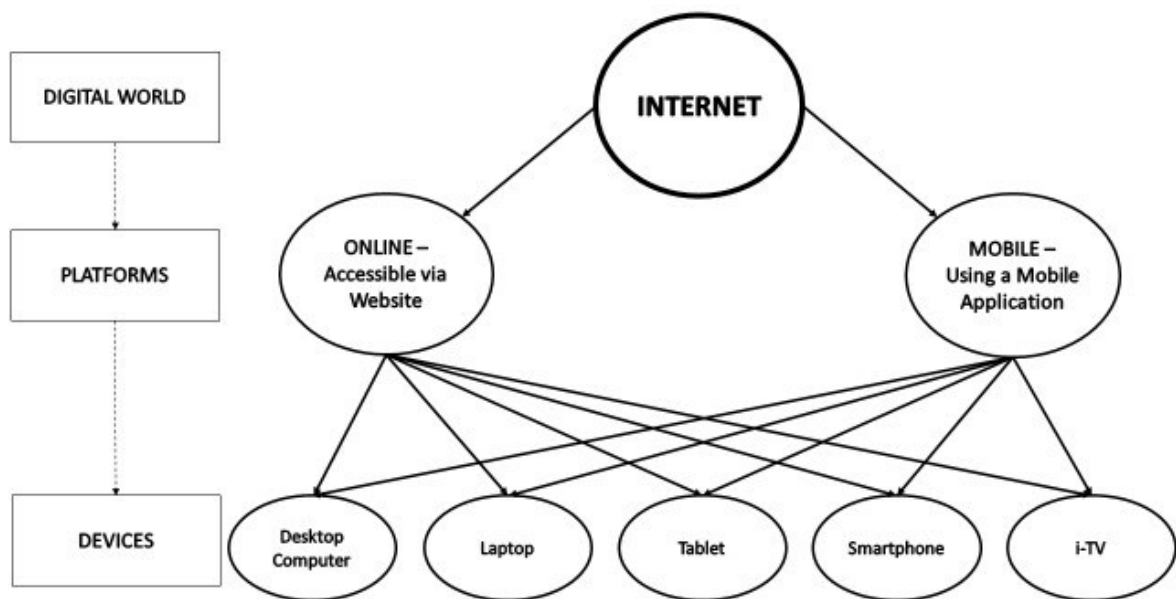 INTERNET
DIGITAL WORLD
ONLINE –
Accessible via
Website
MOBILE –
Using a Mobile
Application
PLATFORMS
DEVICES
Desktop
Computer
Laptop
Tablet
Smartphone
i-TV